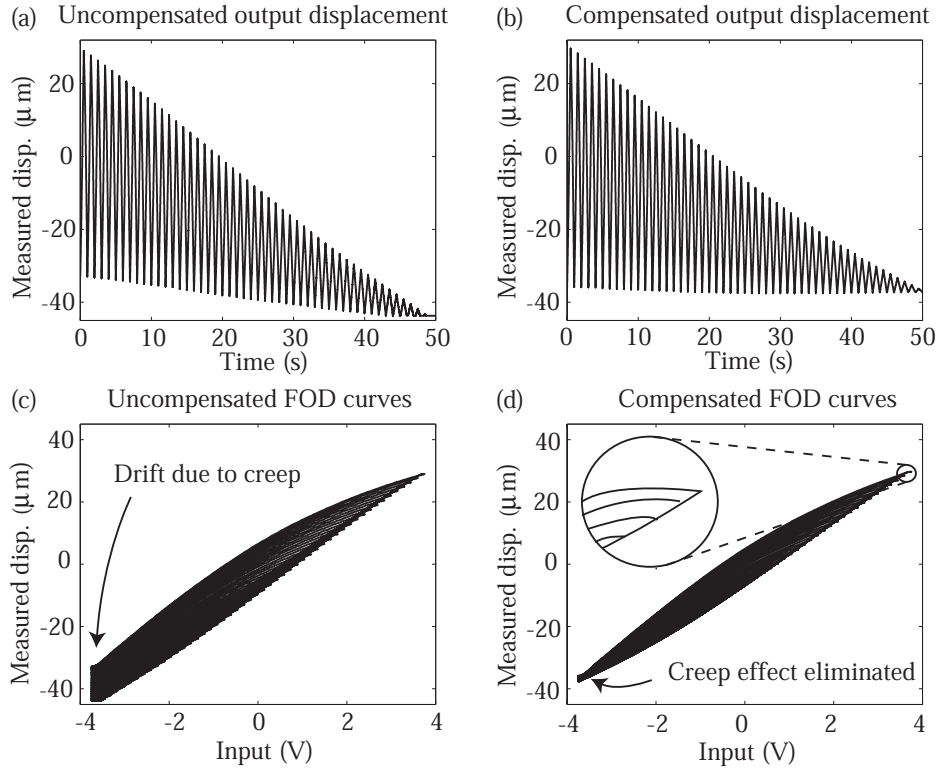 (a) Uncompensated output displacement
Measured disp. (μm)
20
0
-20
-40
0 10 20 30 40 50
Time (s)
(b) Compensated output displacement
Measured disp. (μm)
20
0
-20
-40
0 10 20 30 40 50
Time (s)
(c) Uncompensated FOD curves
Measured disp. (μm)
40
20
0
-20
-40
Drift due to creep
-4 -2 0 2 4
Input (V)
(d) Compensated FOD curves
Measured disp. (μm)
40
20
0
-20
-40
Creep effect eliminated
-4 -2 0 2 4
Input (V)